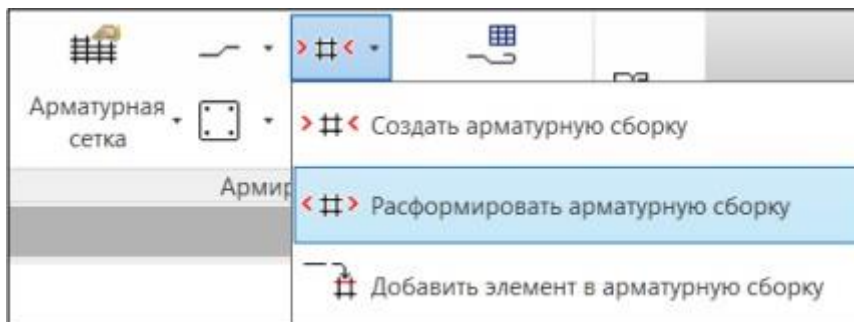 Арматурная
сетка
Создать арматурную сборку
Армир
Расформировать арматурную сборку
Добавить элемент в арматурную сборку